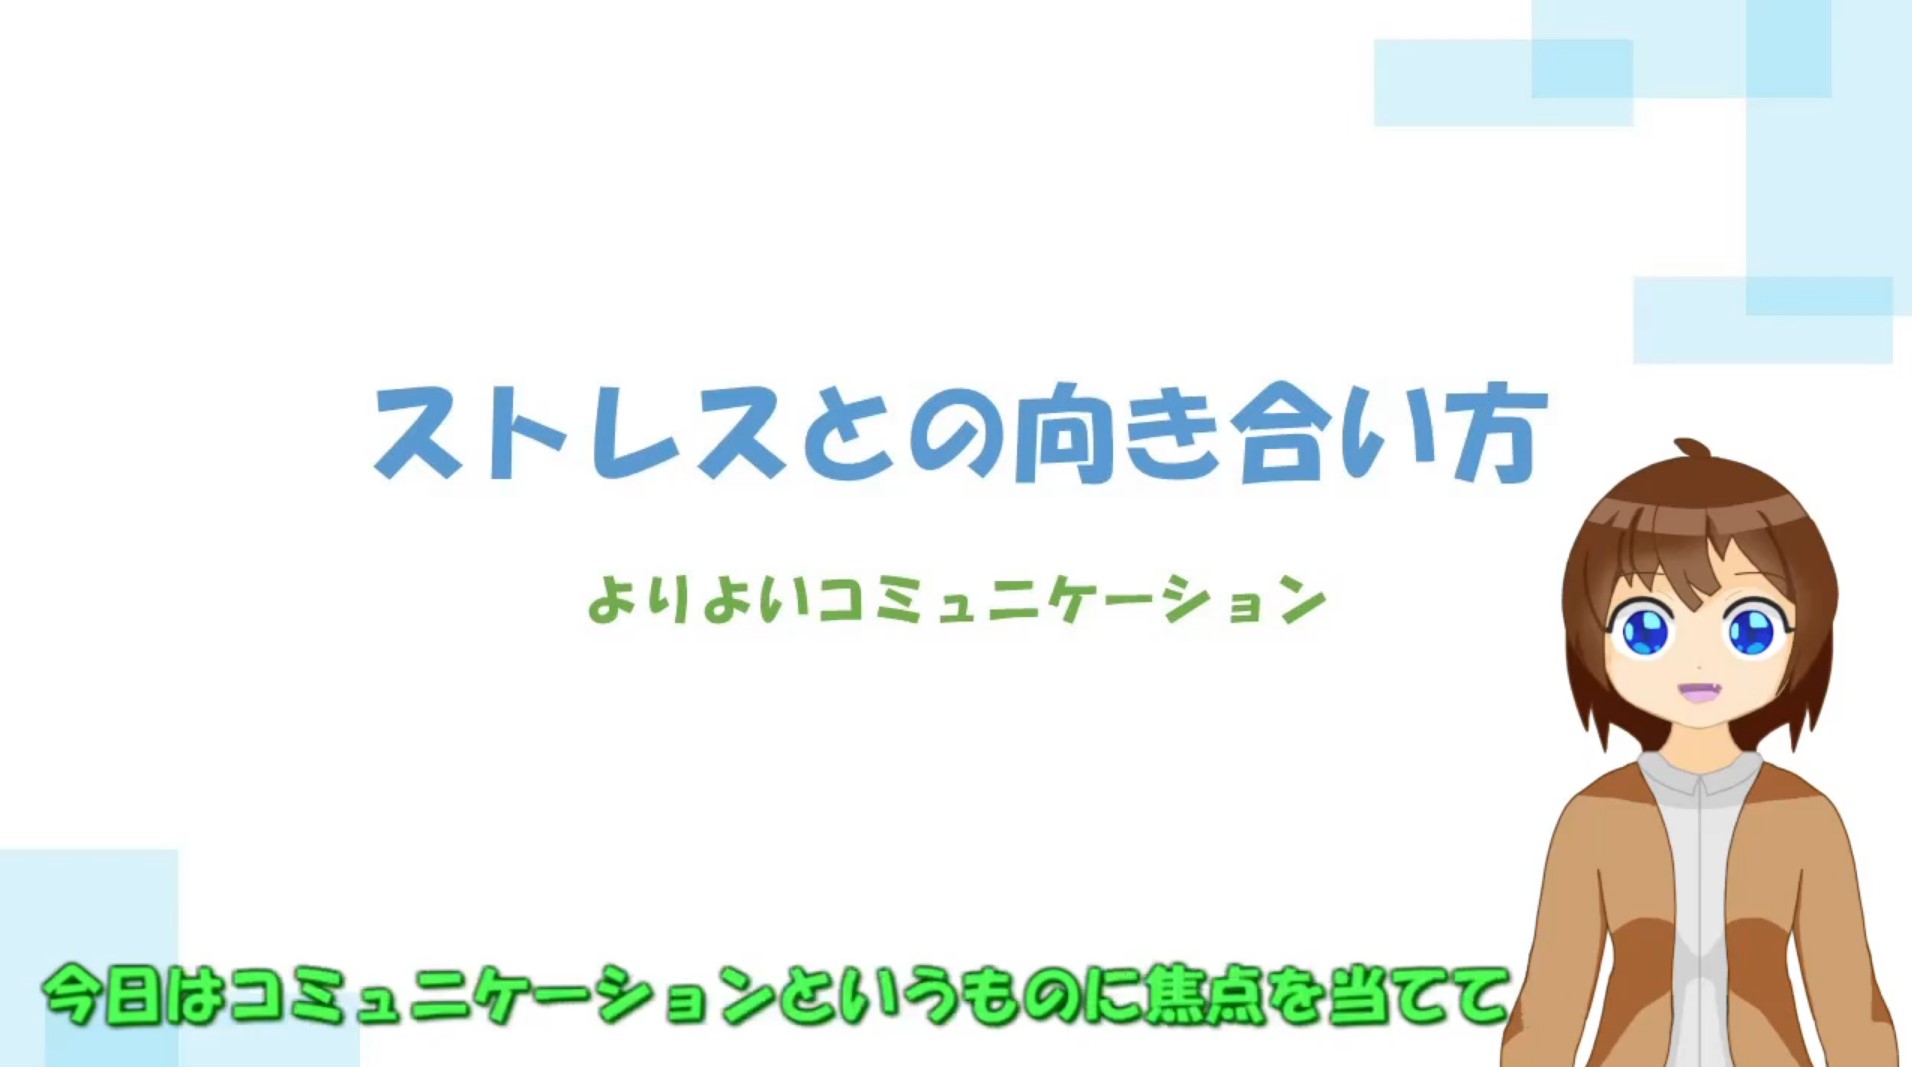 ストレスとの向き合い方
よりよいコミュニケーション
今日はコミュニケーションというものに焦点を当てて